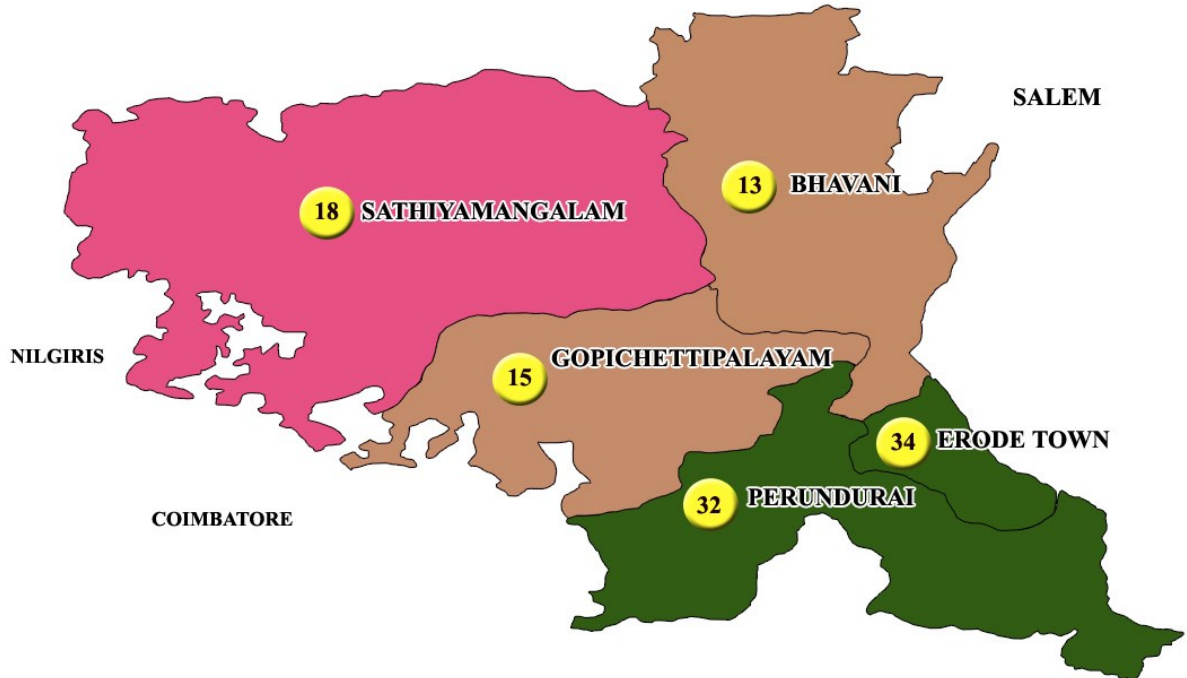 SALEM
13 BHAVANI
18 SATHIYAMANGALAM
NILGIRIS
GOPICHETTIPALAYAM
15
34 ERODE TOWN
32 PERUNDURAI
COIMBATORE